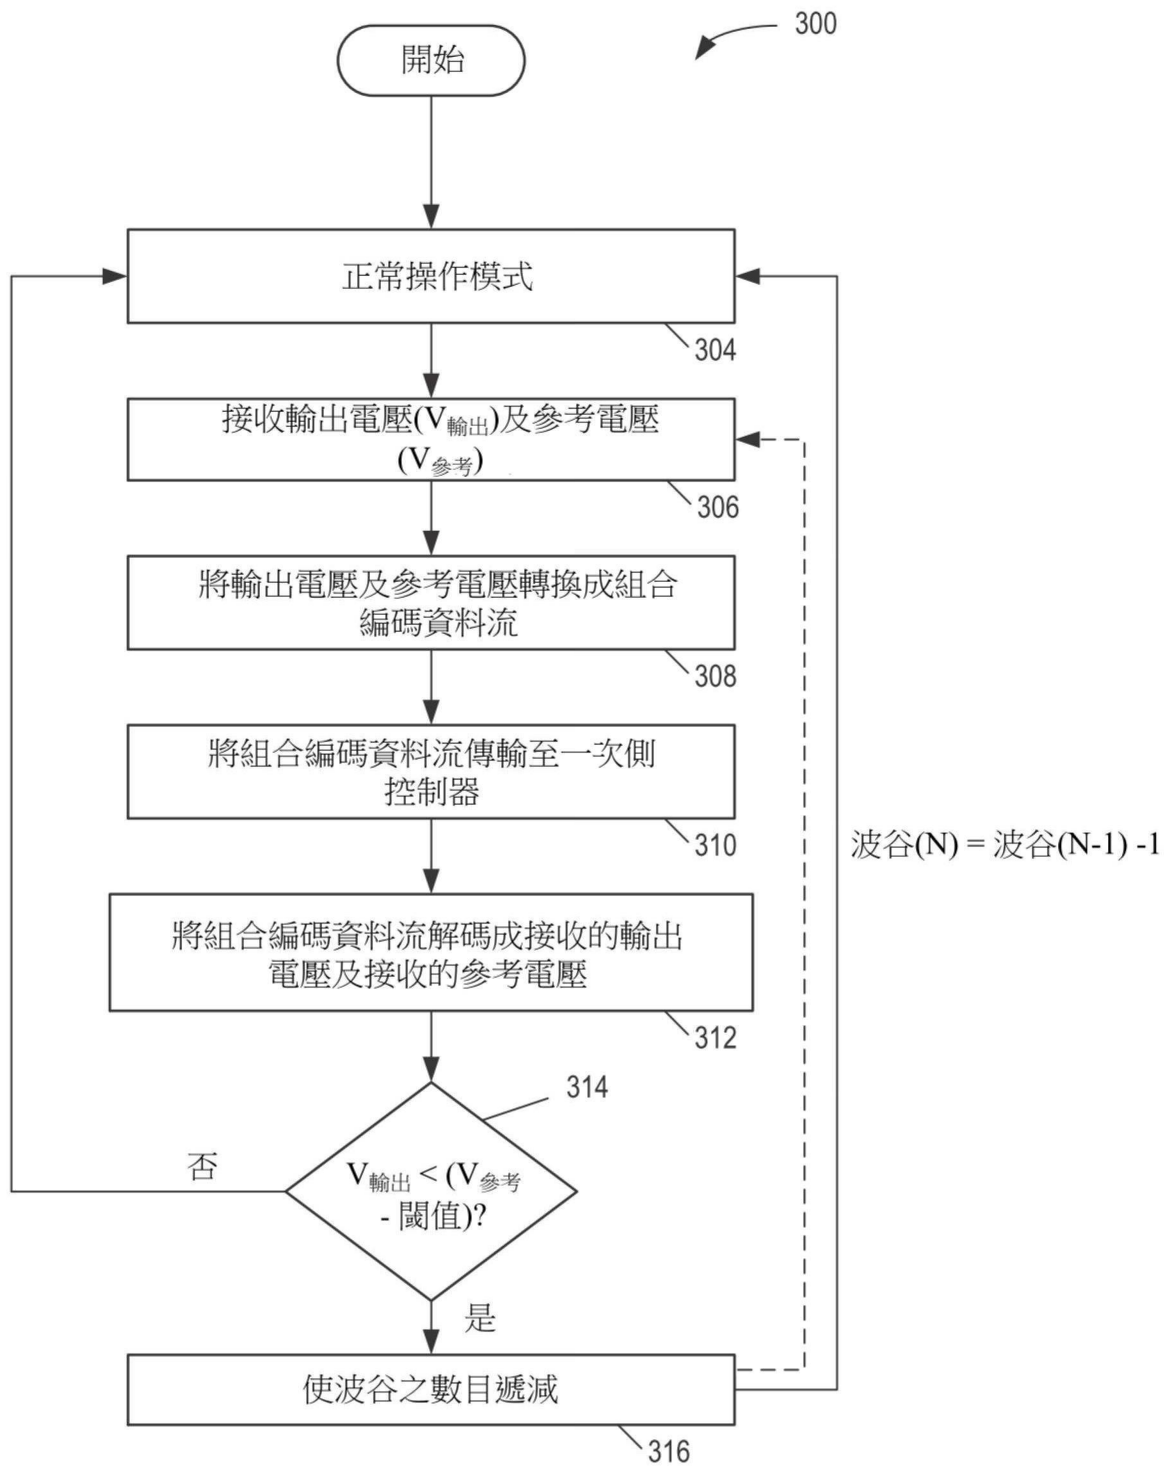 300
開始
正常操作模式
304
接收輸出電壓(V輸出)及參考電壓
(V參考)
306
將輸出電壓及參考電壓轉換成組合
編碼資料流
308
將組合編碼資料流傳輸至一次側
控制器
310
波谷(N) = 波谷(N-1) -1
將組合編碼資料流解碼成接收的輸出
電壓及接收的參考電壓
312
314
否
V輸出 < (V參考
- 閾值)?
是
使波谷之數目遞減
316